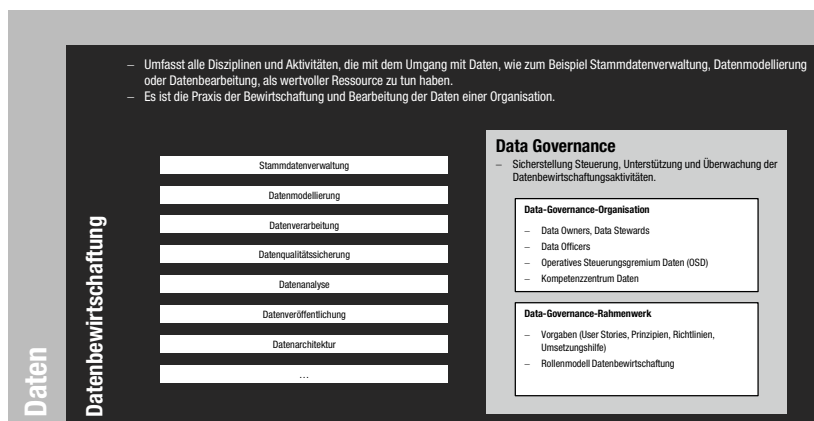 – Umfasst alle Disziplinen und Aktivitäten, die mit dem Umgang mit Daten, wie zum Beispiel Stammdatenverwaltung, Datenmodellierung
oder Datenbearbeitung, als wertvoller Ressource zu tun haben.
– Es ist die Praxis der Bewirtschaftung und Bearbeitung der Daten einer Organisation.
Daten
Datenbewirtschaftung
Stammdatenverwaltung
Datenmodellierung
Datenverarbeitung
Datenqualitätssicherung
Datenanalyse
Datenveröffentlichung
Datenarchitektur
…
Data Governance
– Sicherstellung Steuerung, Unterstützung und Überwachung der
Datenbewirtschaftungsaktivitäten.
Data-Governance-Organisation
– Data Owners, Data Stewards
– Data Officers
– Operatives Steuerungsgremium Daten (OSD)
– Kompetenzzentrum Daten
Data-Governance-Rahmenwerk
– Vorgaben (User Stories, Prinzipien, Richtlinien,
Umsetzungshilfe)
– Rollenmodell Datenbewirtschaftung